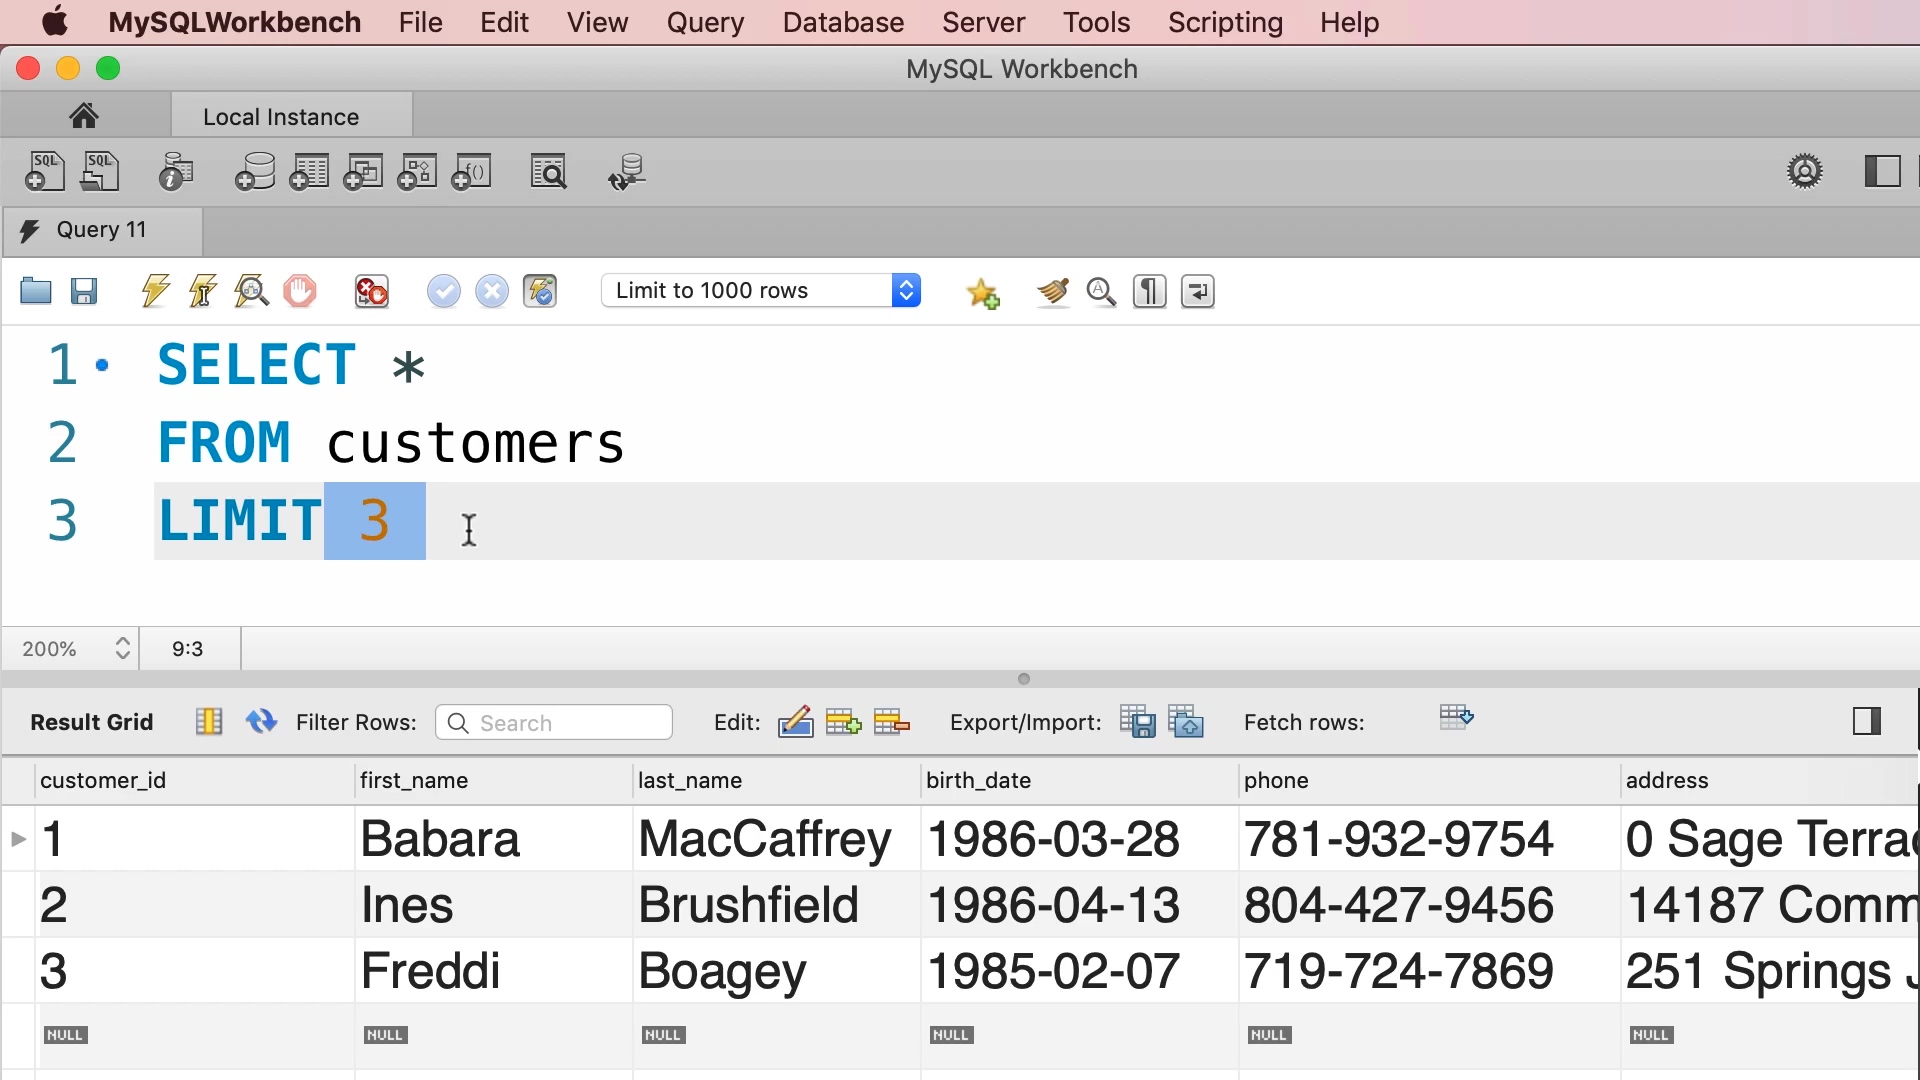 MySQLWorkbench File Edit View Query Database Server Tools Scripting Help
MySQL Workbench
Local Instance
SQL SQL
Query 11
Limit to 1000 rows
1 SELECT *
2 FROM customers
3 LIMIT 3
200% 9:3
Result Grid Filter Rows: Search Edit: Export/Import: Fetch rows:
customer_id first_name last_name birth_date phone address
1 Babara MacCaffrey 1986-03-28 781-932-9754 0 Sage Terrac
2 Ines Brushfield 1986-04-13 804-427-9456 14187 Comm
3 Freddi Boagey 1985-02-07 719-724-7869 251 Springs J
NULL NULL NULL NULL NULL NULL